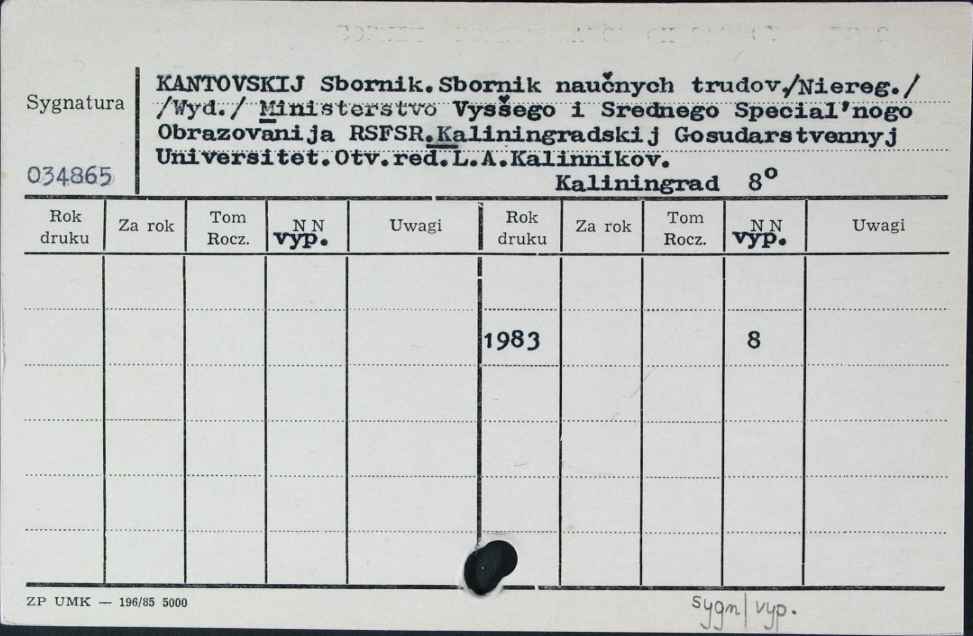 KANTOVSKIJ Sbornik.Sbornik naučnych trudov./Niereg./
Sygnatura /Wyd./ Ministerstvo Vysšego i Srednego Special'nogo
Obrazovanija RSFSR.Kaliningradskij Gosudarstvennyj
Universitet.Otv.red.L.A.Kalinnikov.
034865 Kaliningrad 8°
Rok druku Za rok Tom Rocz. NN vyp. Uwagi Rok druku Za rok Tom Rocz. NN vyp. Uwagi
1983 8
ZP UMK — 196/85 5000
sygn/vyp.